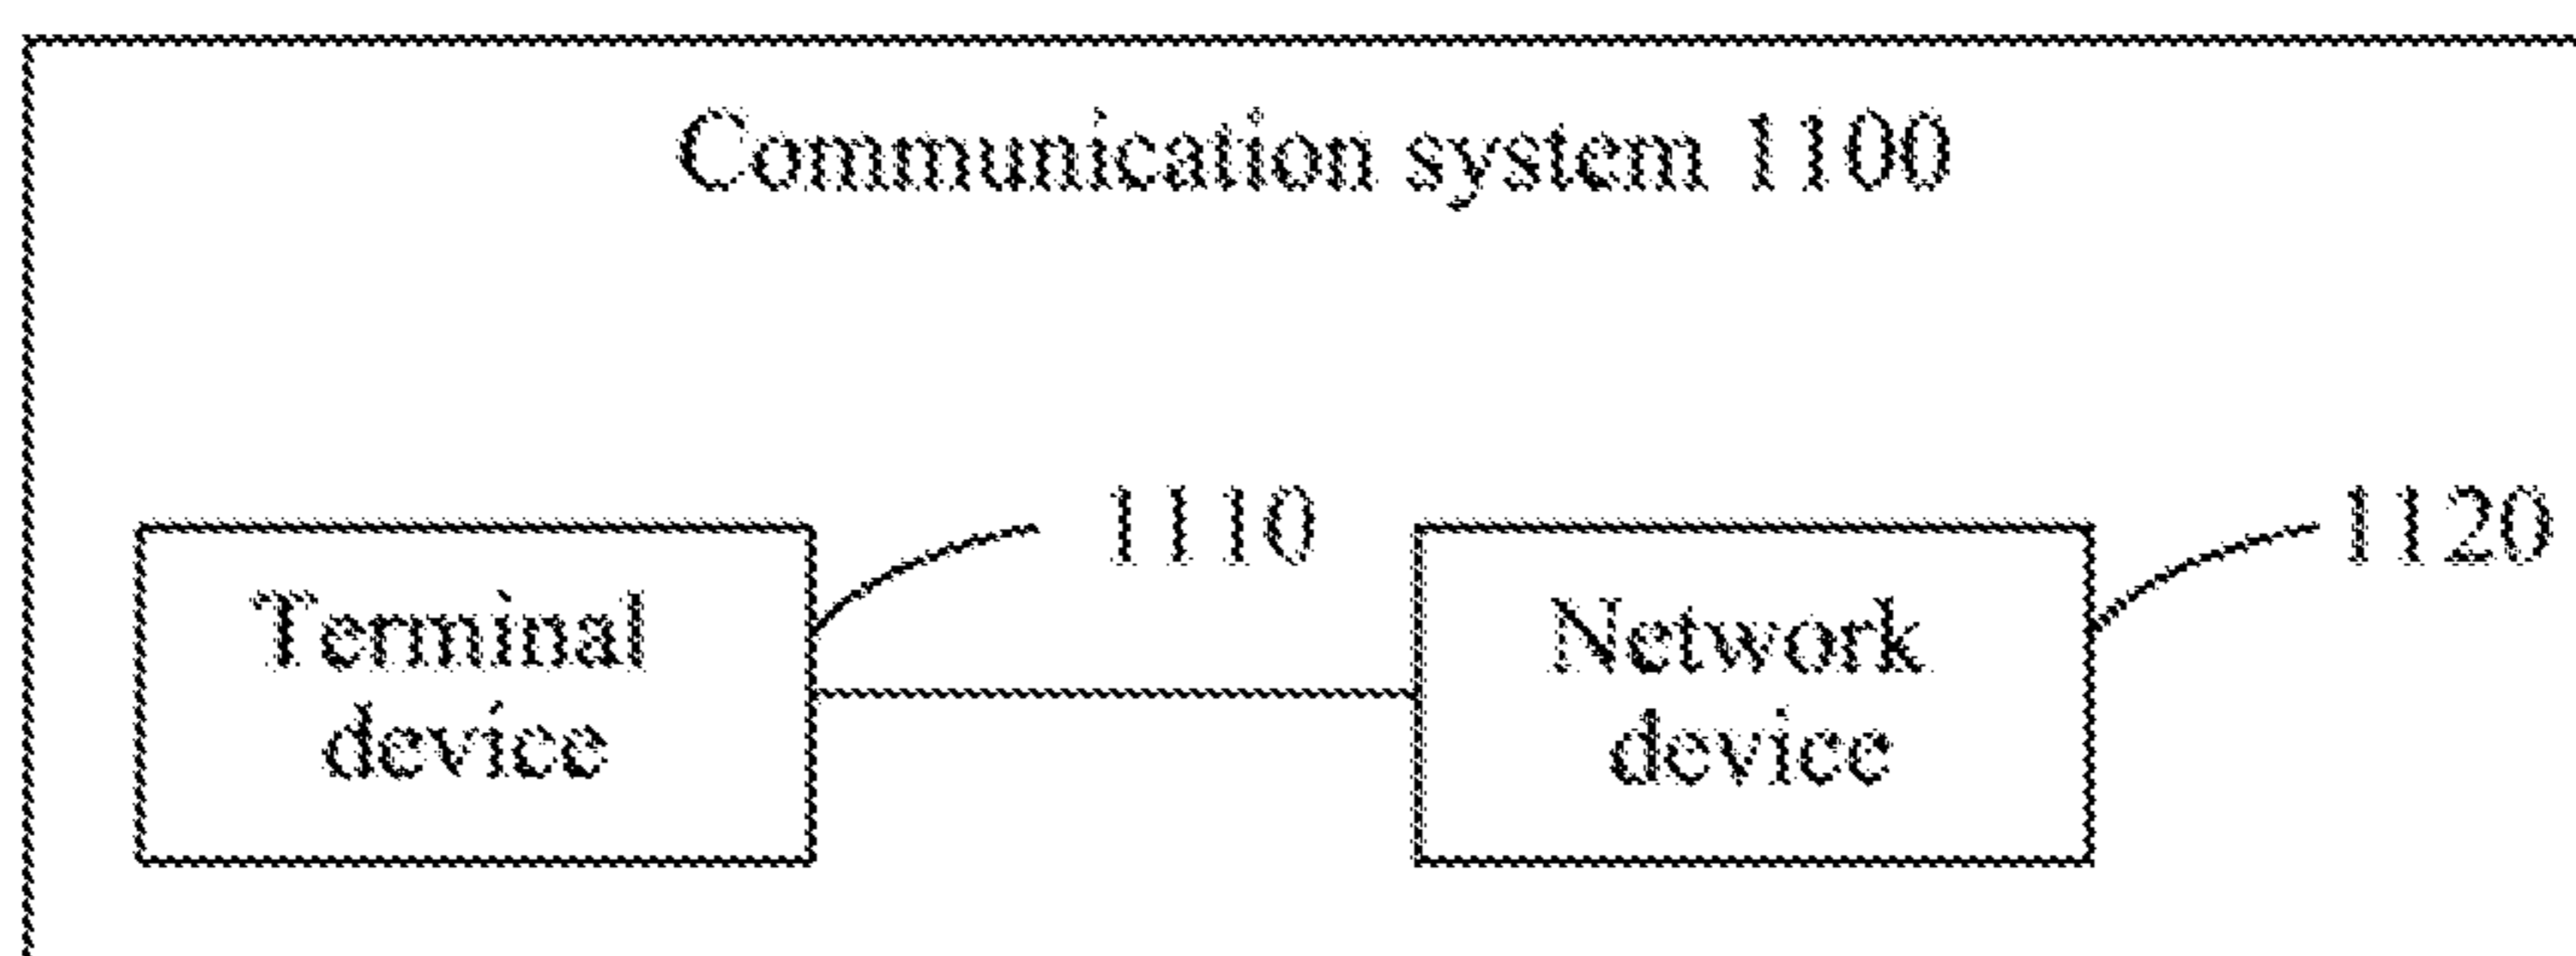 Communication system 1100
1110
1120
Terminal
device
Network
device